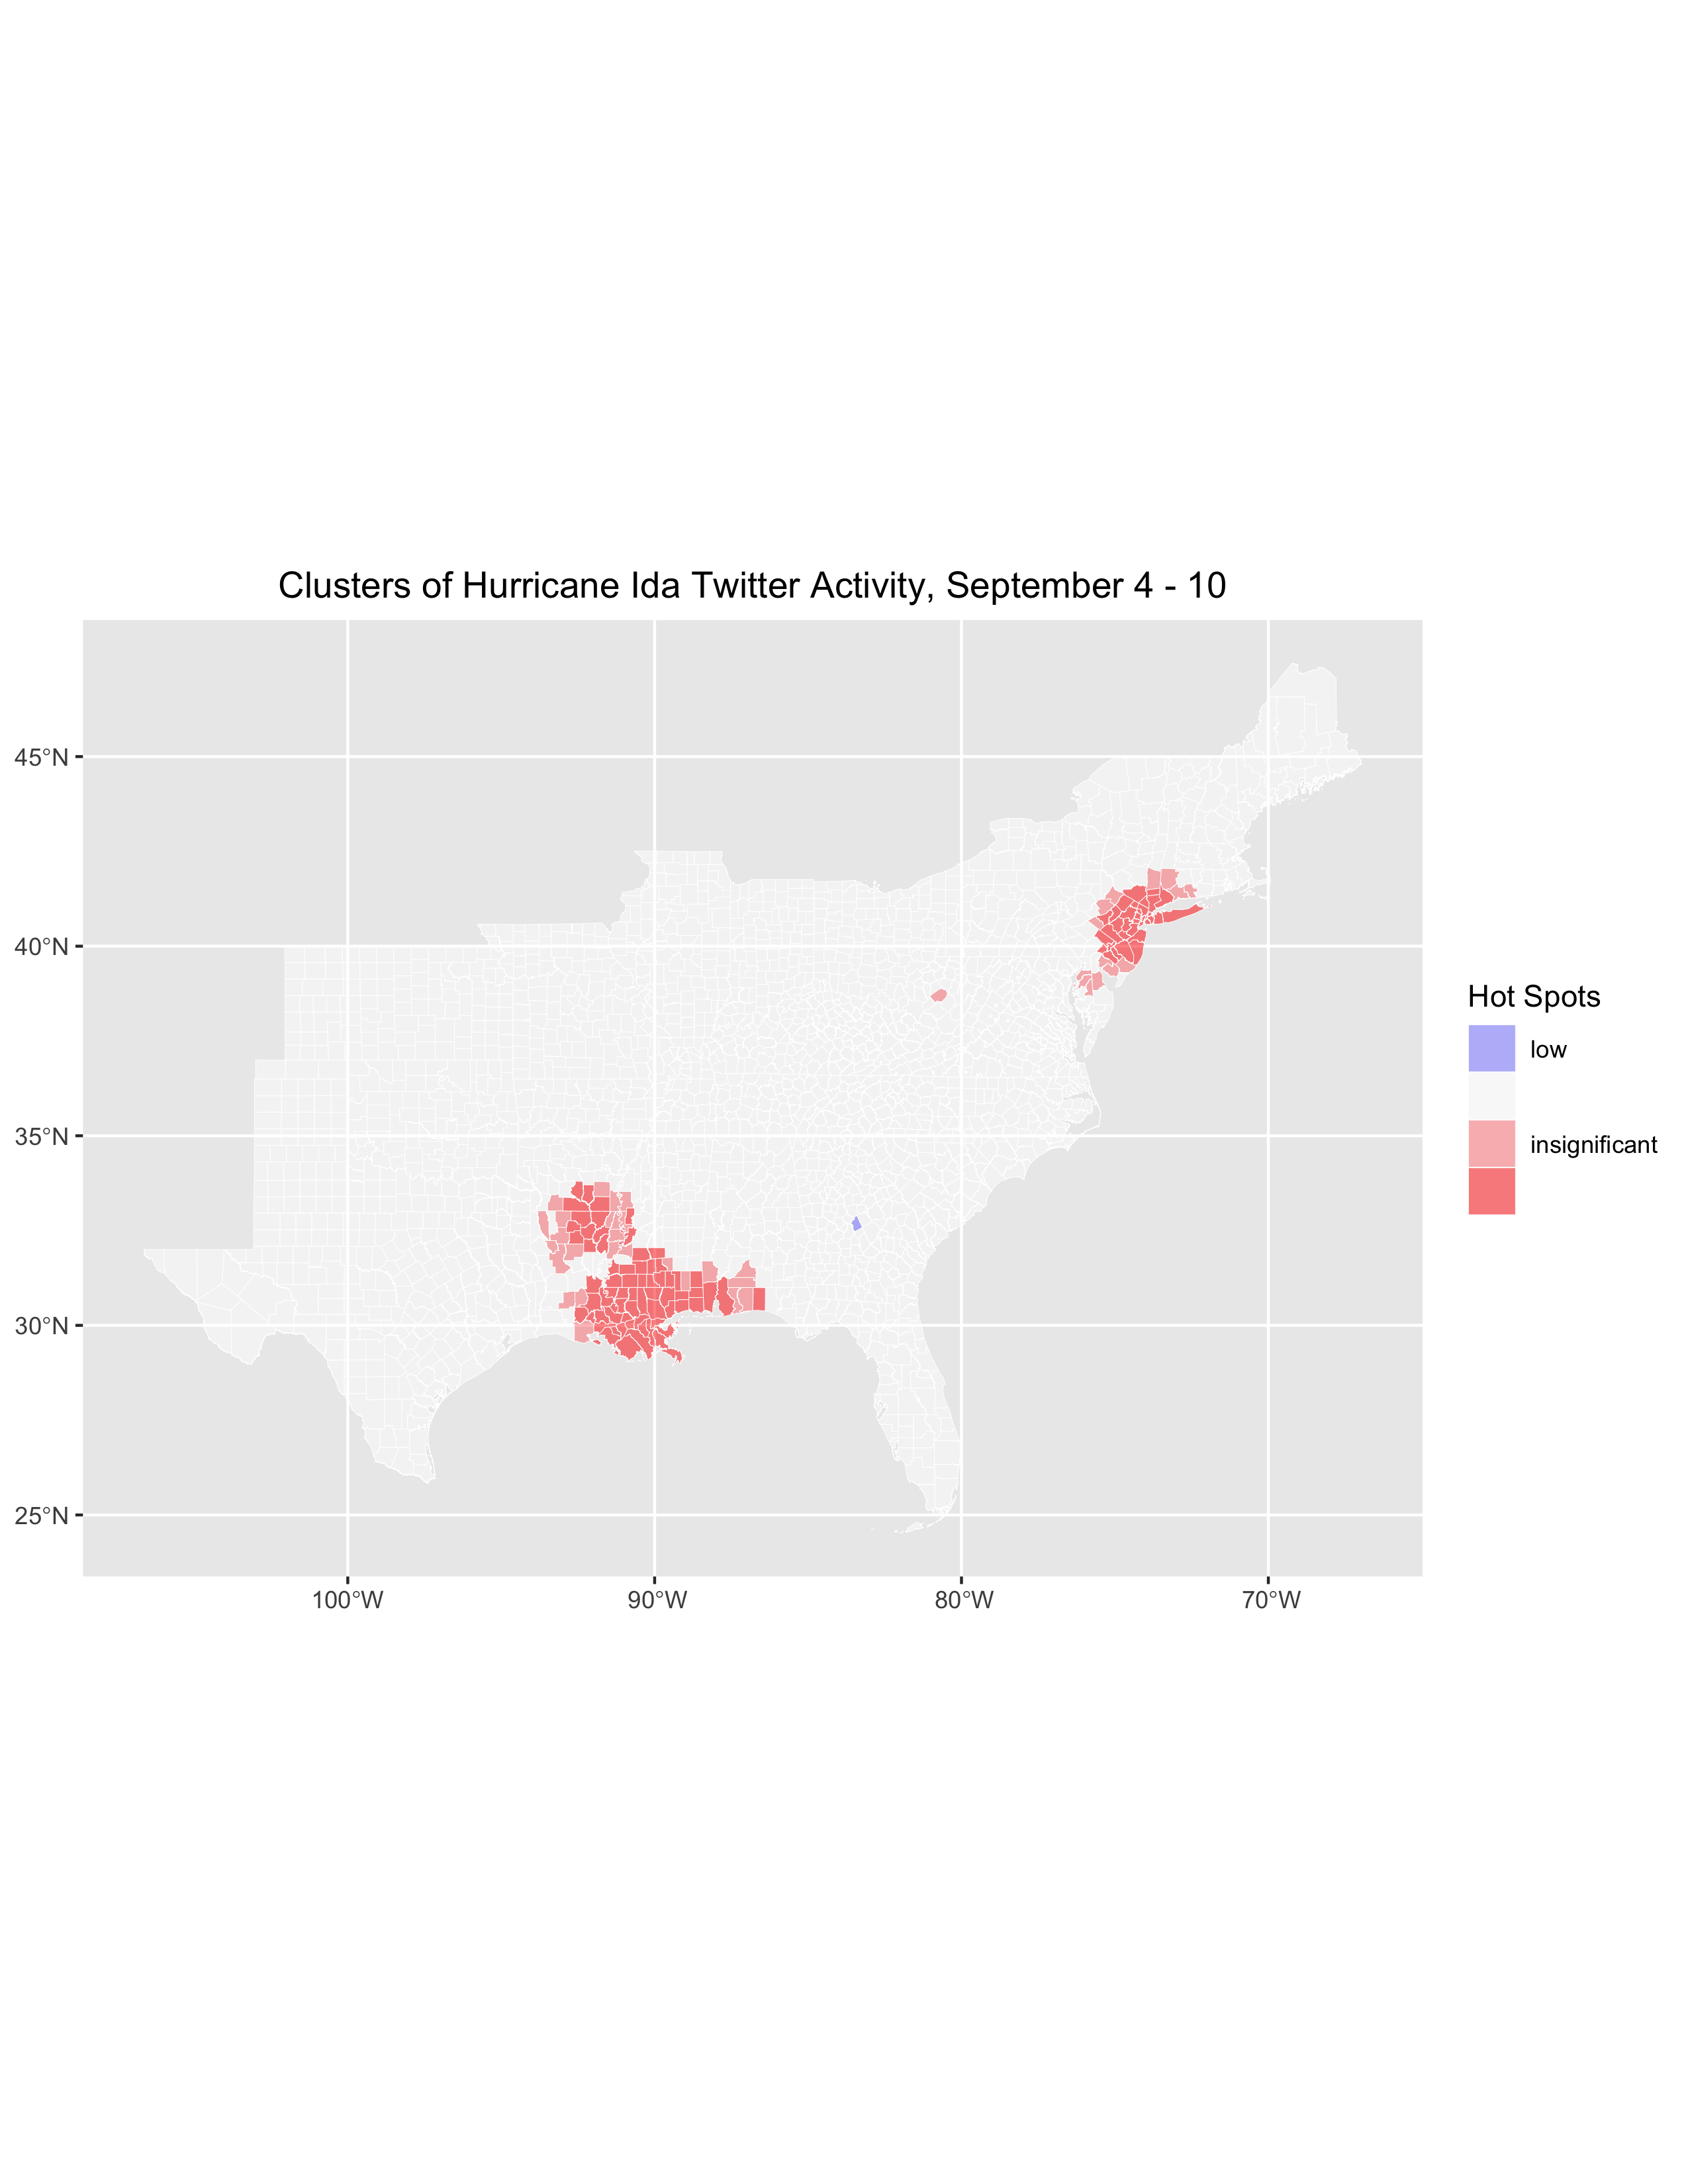 Clusters of Hurricane Ida Twitter Activity, September 4 - 10
45°N
40°N
35°N
30°N
25°N
100°W
90°W
80°W
70°W
Hot Spots
low
insignificant